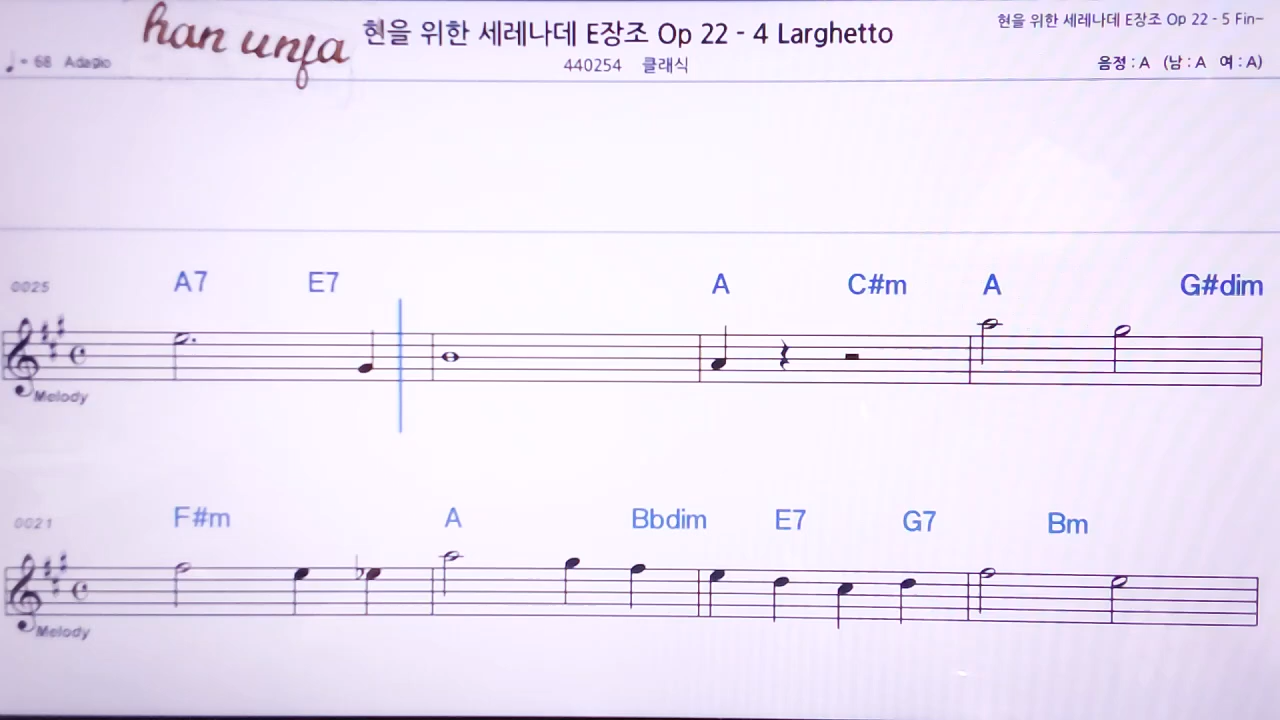 han unfa
현을 위한 세레나데 E장조 Op 22 - 4 Larghetto
현을 위한 세레나데 E장조 Op 22 - 5 Fin~
♩= 68 Adagio
440254 클래식
음정 : A (남 : A 여 : A)
0025 A7 E7 A C#m A G#dim
Melody
0021 F#m A Bbdim E7 G7 Bm
Melody